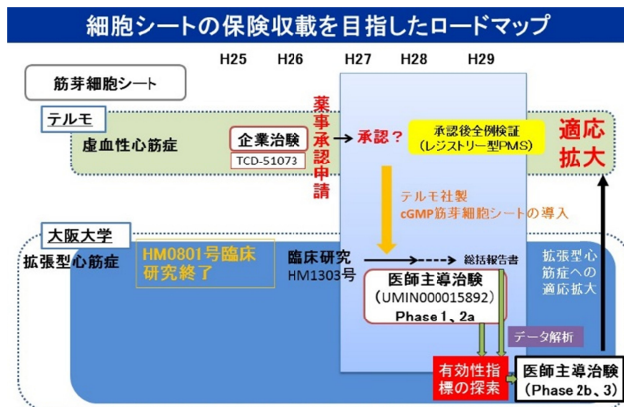 細胞シートの保険収載を目指したロードマップ
H25 H26 H27 H28 H29
筋芽細胞シート
テルモ
虚血性心筋症
企業治験
TCD-51073
薬事承認申請
承認？
承認後全例検証
（レジストリー型PMS）
適応
拡大
テルモ社製
cGMP筋芽細胞シートの導入
大阪大学
拡張型心筋症
HM0801号臨床
研究終了
臨床研究
HM1303号
総括報告書
医師主導治験
（UMIN000015892）
Phase 1、2a
拡張型心
筋症への
適応拡大
データ解析
有効性指
標の探索
医師主導治験
（Phase 2b、3）